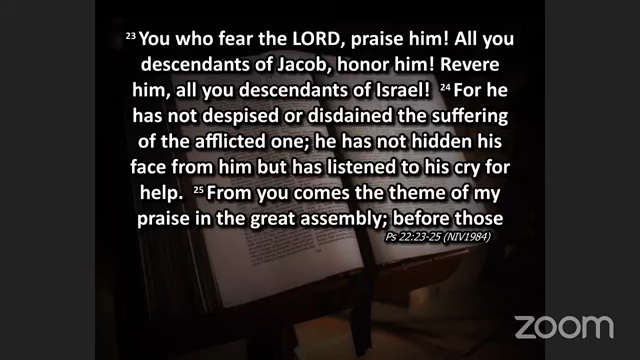 23 You who fear the LORD, praise him! All you
descendants of Jacob, honor him! Revere
him, all you descendants of Israel! 24 For he
has not despised or disdained the suffering
of the afflicted one; he has not hidden his
face from him but has listened to his cry for
help. 25 From you comes the theme of my
praise in the great assembly; before those
Ps 22:23-25 (NIV1984)
zoom